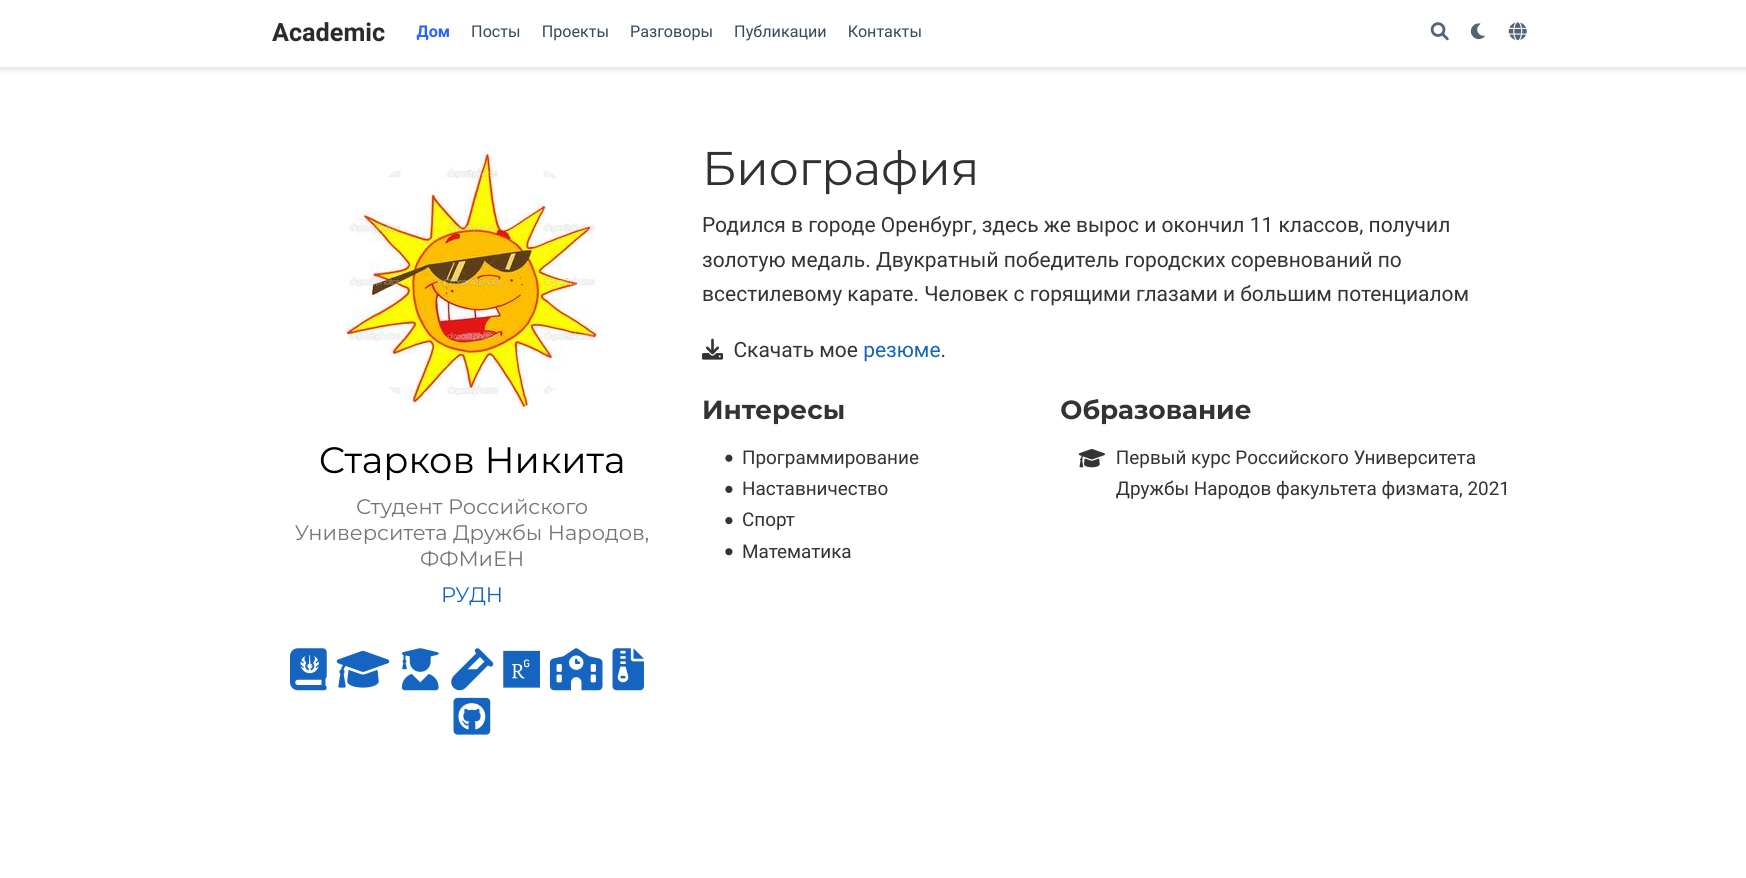 Academic
Дом
Посты
Проекты
Разговоры
Публикации
Контакты
Биография
Родился в городе Оренбург, здесь же вырос и окончил 11 классов, получил
золотую медаль. Двукратный победитель городских соревнований по
всестилевому карате. Человек с горящими глазами и большим потенциалом
Скачать мое резюме.
Старков Никита
Студент Российского
Университета Дружбы Народов,
ФФМиЕН
РУДН
Интересы
Программирование
Наставничество
Спорт
Математика
Образование
Первый курс Российского Университета
Дружбы Народов факультета физмата, 2021
RG